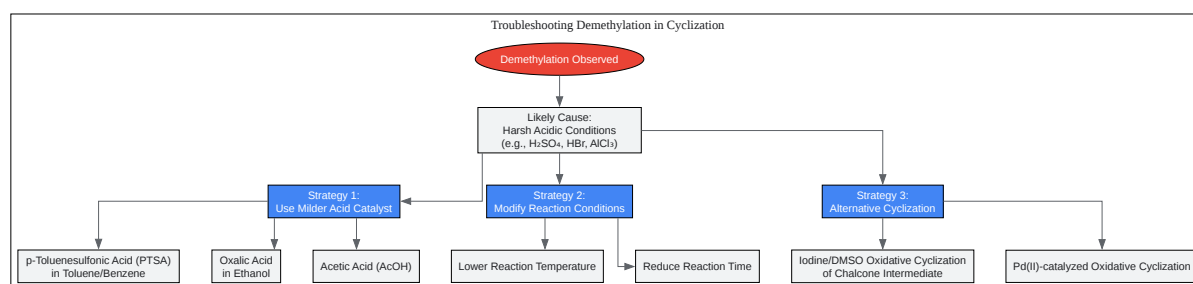 Troubleshooting Demethylation in Cyclization
Demethylation Observed
Likely Cause:
Harsh Acidic Conditions
(e.g., H₂SO₄, HBr, AlCl₃)
Strategy 1:
Use Milder Acid Catalyst
Strategy 2:
Modify Reaction Conditions
Strategy 3:
Alternative Cyclization
p-Toluenesulfonic Acid (PTSA)
in Toluene/Benzene
Oxalic Acid
in Ethanol
Acetic Acid (AcOH)
Lower Reaction Temperature
Reduce Reaction Time
Iodine/DMSO Oxidative Cyclization
of Chalcone Intermediate
Pd(II)-catalyzed Oxidative Cyclization